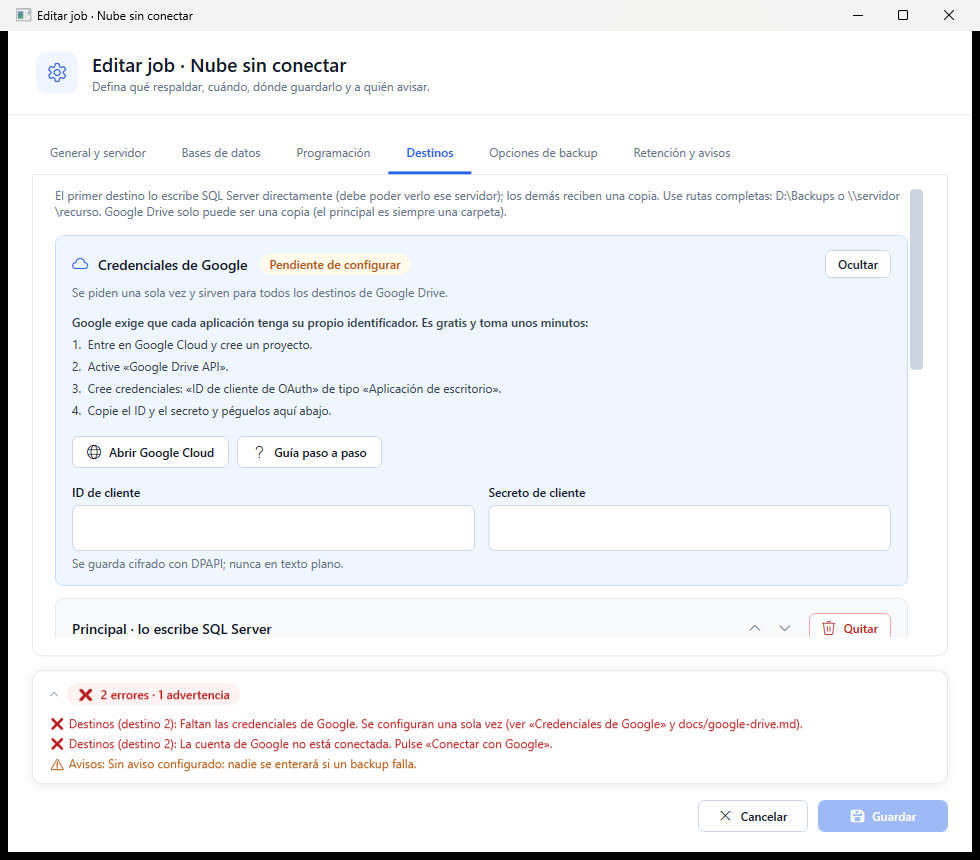 Editar job · Nube sin conectar
Editar job · Nube sin conectar
Defina qué respaldar, cuándo, dónde guardarlo y a quién avisar.
General y servidor
Bases de datos
Programación
Destinos
Opciones de backup
Retención y avisos
El primer destino lo escribe SQL Server directamente (debe poder verlo ese servidor); los demás reciben una copia. Use rutas completas: D:\Backups o \\servidor
\recurso. Google Drive solo puede ser una copia (el principal es siempre una carpeta).
Credenciales de Google
Pendiente de configurar
Ocultar
Se piden una sola vez y sirven para todos los destinos de Google Drive.
Google exige que cada aplicación tenga su propio identificador. Es gratis y toma unos minutos:
1. Entre en Google Cloud y cree un proyecto.
2. Active «Google Drive API».
3. Cree credenciales: «ID de cliente de OAuth» de tipo «Aplicación de escritorio».
4. Copie el ID y el secreto y péguelos aquí abajo.
Abrir Google Cloud
? Guía paso a paso
ID de cliente
Secreto de cliente
Se guarda cifrado con DPAPI; nunca en texto plano.
Principal · lo escribe SQL Server
Quitar
2 errores · 1 advertencia
Destinos (destino 2): Faltan las credenciales de Google. Se configuran una sola vez (ver «Credenciales de Google» y docs/google-drive.md).
Destinos (destino 2): La cuenta de Google no está conectada. Pulse «Conectar con Google».
Avisos: Sin aviso configurado: nadie se enterará si un backup falla.
Cancelar
Guardar